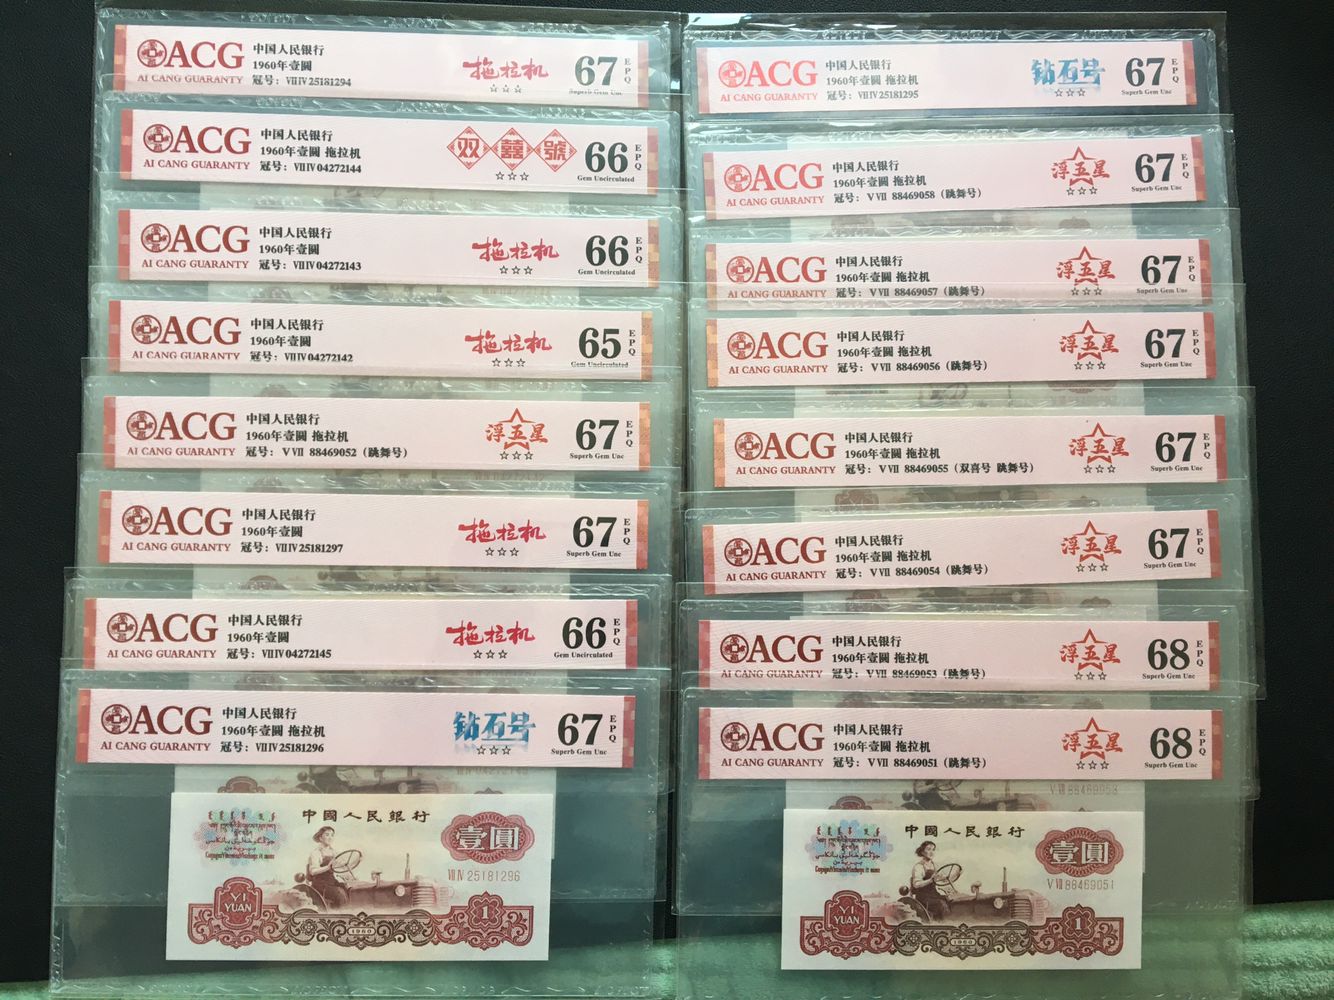 ACG
AI CANG GUARANTY
中国人民银行
1960年壹圆
冠号：ⅦⅣ25181294
拖拉机
☆☆☆
67 EPQ
Superb Gem Unc
ACG
AI CANG GUARANTY
中国人民银行
1960年壹圆 拖拉机
冠号：ⅦⅣ04272144
双囍號
☆☆☆
66 EPQ
Gem Uncirculated
ACG
AI CANG GUARANTY
中国人民银行
1960年壹圆
冠号：ⅦⅣ04272143
拖拉机
☆☆☆
66 EPQ
Gem Uncirculated
ACG
AI CANG GUARANTY
中国人民银行
1960年壹圆
冠号：ⅦⅣ04272142
拖拉机
☆☆☆
65 EPQ
Gem Uncirculated
ACG
AI CANG GUARANTY
中国人民银行
1960年壹圆 拖拉机
冠号：ⅤⅦ 88469052（跳舞号）
浮五星
☆☆☆
67 EPQ
Superb Gem Unc
ACG
AI CANG GUARANTY
中国人民银行
1960年壹圆
冠号：ⅦⅣ25181297
拖拉机
☆☆☆
67 EPQ
Superb Gem Unc
ACG
AI CANG GUARANTY
中国人民银行
1960年壹圆
冠号：ⅦⅣ04272145
拖拉机
☆☆☆
66 EPQ
Gem Uncirculated
ACG
AI CANG GUARANTY
中国人民银行
1960年壹圆 拖拉机
冠号：ⅦⅣ25181296
钻石号
☆☆☆
67 EPQ
Superb Gem Unc
中國人民銀行
壹圓
ⅦⅣ 25181296
YI
YUAN
1960
1
ACG
AI CANG GUARANTY
中国人民银行
1960年壹圆 拖拉机
冠号：ⅦⅣ25181295
钻石号
☆☆☆
67 EPQ
Superb Gem Unc
ACG
AI CANG GUARANTY
中国人民银行
1960年壹圆 拖拉机
冠号：ⅤⅦ 88469058（跳舞号）
浮五星
☆☆☆
67 EPQ
Superb Gem Unc
ACG
AI CANG GUARANTY
中国人民银行
1960年壹圆 拖拉机
冠号：ⅤⅦ 88469057（跳舞号）
浮五星
☆☆☆
67 EPQ
Superb Gem Unc
ACG
AI CANG GUARANTY
中国人民银行
1960年壹圆 拖拉机
冠号：ⅤⅦ 88469056（跳舞号）
浮五星
☆☆☆
67 EPQ
Superb Gem Unc
ACG
AI CANG GUARANTY
中国人民银行
1960年壹圆 拖拉机
冠号：ⅤⅦ 88469055（双喜号 跳舞号）
浮五星
☆☆☆
67 EPQ
Superb Gem Unc
ACG
AI CANG GUARANTY
中国人民银行
1960年壹圆 拖拉机
冠号：ⅤⅦ 88469054（跳舞号）
浮五星
☆☆☆
67 EPQ
Superb Gem Unc
ACG
AI CANG GUARANTY
中国人民银行
1960年壹圆 拖拉机
冠号：ⅤⅦ 88469053（跳舞号）
浮五星
☆☆☆
68 EPQ
Superb Gem Unc
ACG
AI CANG GUARANTY
中国人民银行
1960年壹圆 拖拉机
冠号：ⅤⅦ 88469051（跳舞号）
浮五星
☆☆☆
68 EPQ
Superb Gem Unc
ⅤⅦ 88469053
中國人民銀行
壹圓
ⅤⅦ 88469051
YI
YUAN
1960
1